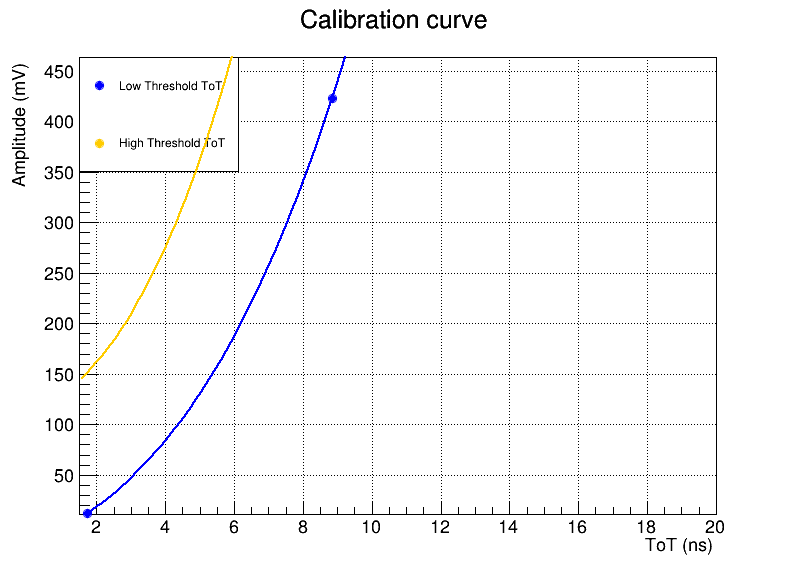 Calibration curve
Amplitude (mV)
450
400
350
300
250
200
150
100
50
Low Threshold ToT
High Threshold ToT
2 4 6 8 10 12 14 16 18 20
ToT (ns)